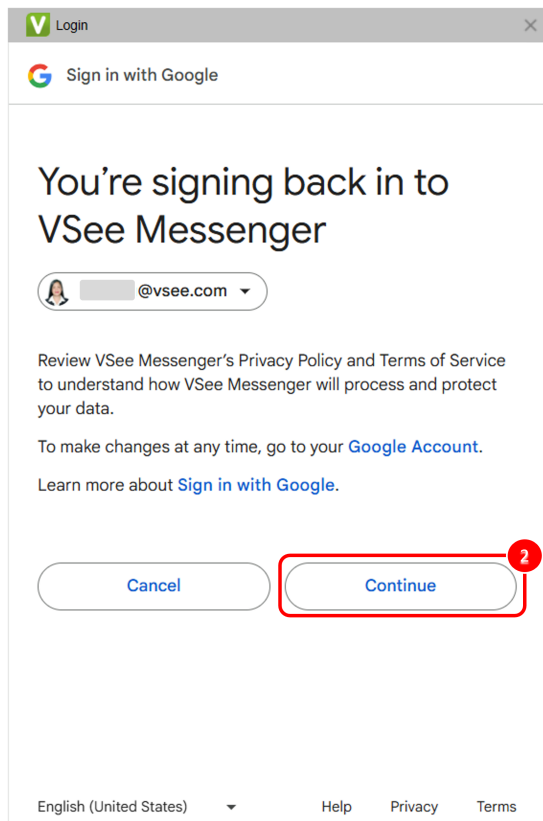 Login
Sign in with Google
You’re signing back in to
VSee Messenger
@vsee.com
Review VSee Messenger’s Privacy Policy and Terms of Service
to understand how VSee Messenger will process and protect
your data.
To make changes at any time, go to your Google Account.
Learn more about Sign in with Google.
2
Cancel
Continue
English (United States)
Help
Privacy
Terms